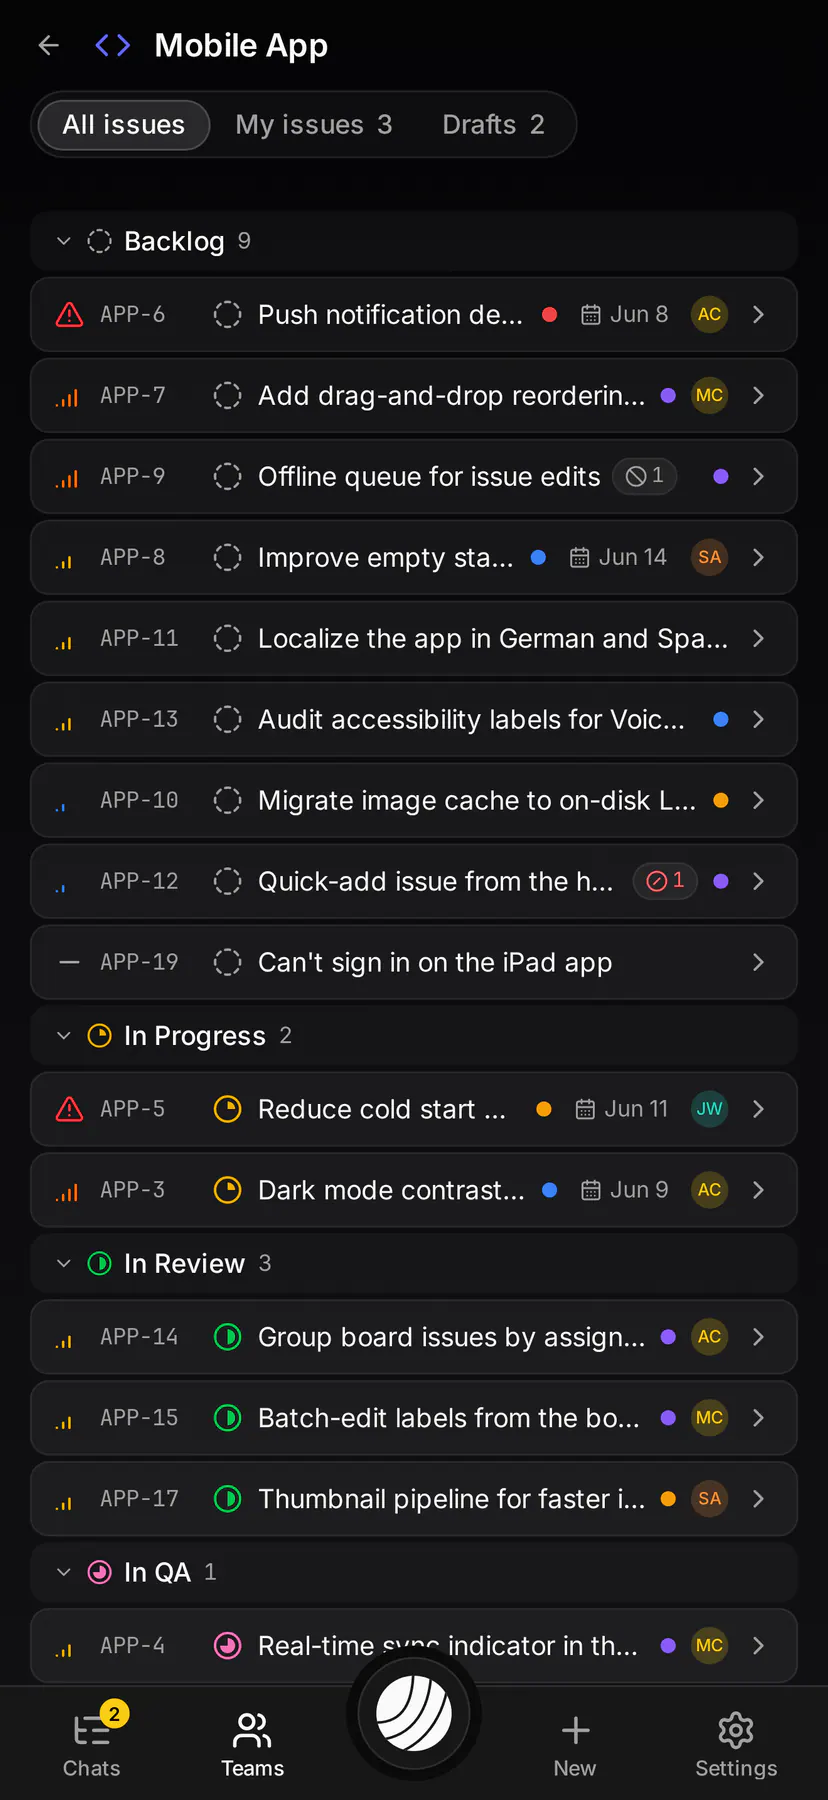 Mobile App
All issues My issues 3 Drafts 2
Backlog 9
APP-6 Push notification de... Jun 8 AC
APP-7 Add drag-and-drop reorderin... MC
APP-9 Offline queue for issue edits 1
APP-8 Improve empty sta... Jun 14 SA
APP-11 Localize the app in German and Spa...
APP-13 Audit accessibility labels for Voic...
APP-10 Migrate image cache to on-disk L...
APP-12 Quick-add issue from the h... 1
APP-19 Can't sign in on the iPad app
In Progress 2
APP-5 Reduce cold start ... Jun 11 JW
APP-3 Dark mode contrast... Jun 9 AC
In Review 3
APP-14 Group board issues by assign... AC
APP-15 Batch-edit labels from the bo... MC
APP-17 Thumbnail pipeline for faster i... SA
In QA 1
APP-4 Real-time sync indicator in th... MC
2
Chats Teams New Settings